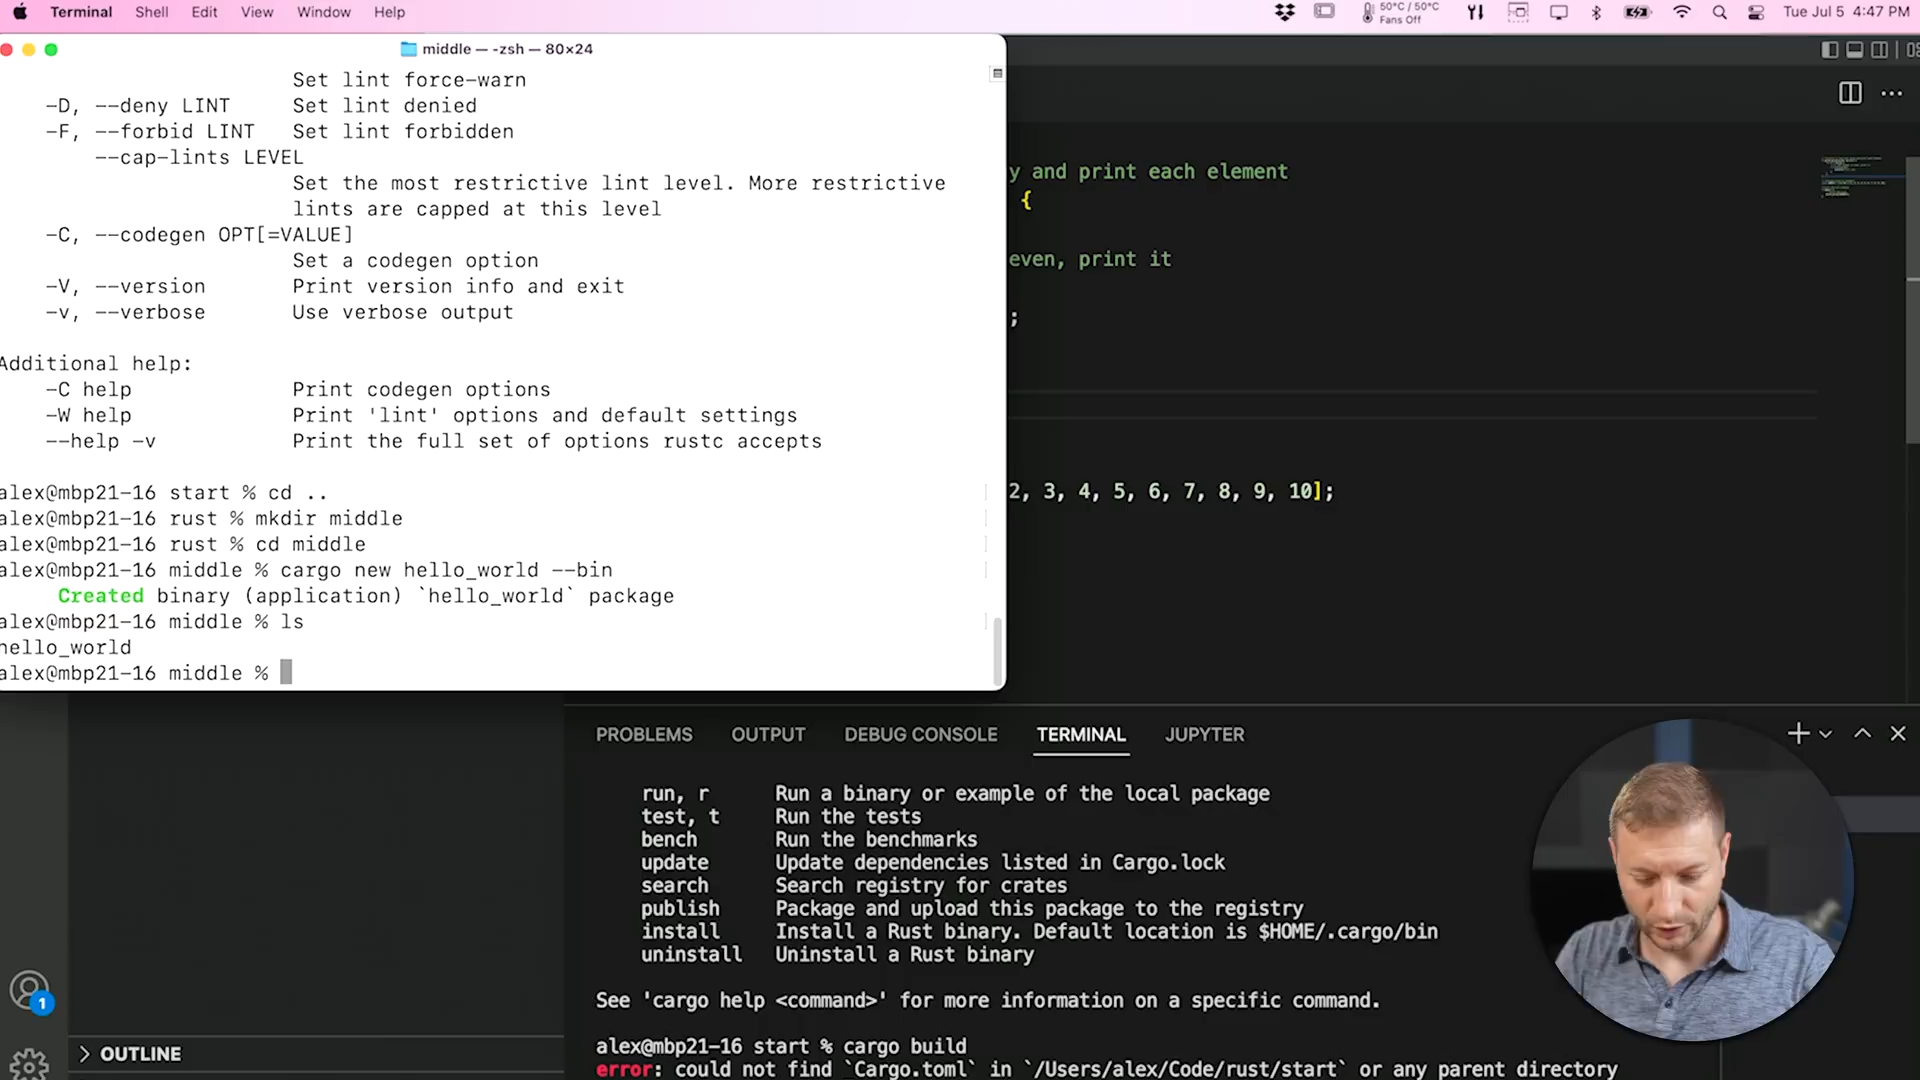 Terminal Shell Edit View Window Help 50°C / 50°C Fans Off Tue Jul 5 4:47 PM
middle — -zsh — 80×24
Set lint force-warn
-D, --deny LINT Set lint denied
-F, --forbid LINT Set lint forbidden
--cap-lints LEVEL
Set the most restrictive lint level. More restrictive
lints are capped at this level
-C, --codegen OPT[=VALUE]
Set a codegen option
-V, --version Print version info and exit
-v, --verbose Use verbose output
Additional help:
-C help Print codegen options
-W help Print 'lint' options and default settings
--help -v Print the full set of options rustc accepts
alex@mbp21-16 start % cd ..
alex@mbp21-16 rust % mkdir middle
alex@mbp21-16 rust % cd middle
alex@mbp21-16 middle % cargo new hello_world --bin
Created binary (application) `hello_world` package
alex@mbp21-16 middle % ls
hello_world
alex@mbp21-16 middle %
y and print each element
{
even, print it
;
2, 3, 4, 5, 6, 7, 8, 9, 10];
PROBLEMS OUTPUT DEBUG CONSOLE TERMINAL JUPYTER
run, r Run a binary or example of the local package
test, t Run the tests
bench Run the benchmarks
update Update dependencies listed in Cargo.lock
search Search registry for crates
publish Package and upload this package to the registry
install Install a Rust binary. Default location is $HOME/.cargo/bin
uninstall Uninstall a Rust binary
See 'cargo help <command>' for more information on a specific command.
alex@mbp21-16 start % cargo build
error: could not find `Cargo.toml` in `/Users/alex/Code/rust/start` or any parent directory
1
OUTLINE